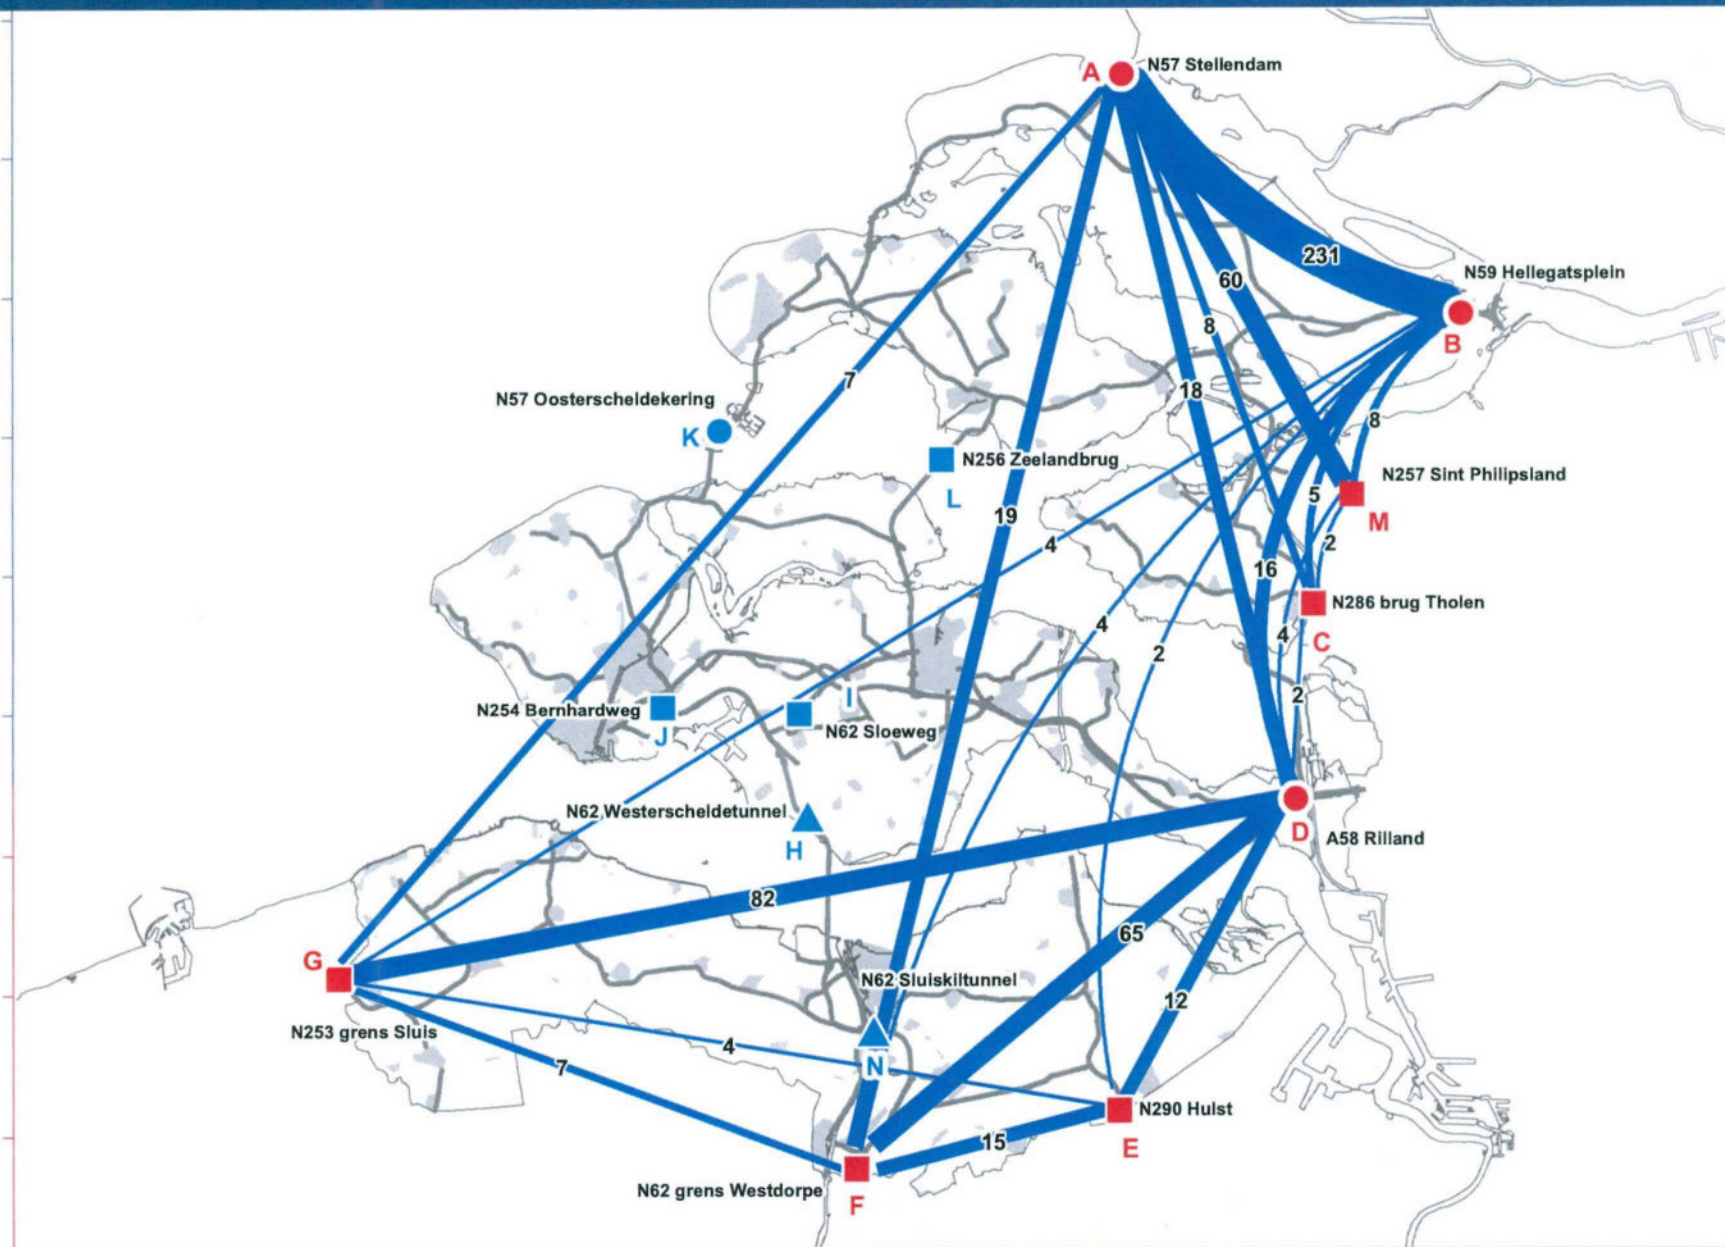 A
N57 Stellendam
231
N59 Hellegatsplein
60
8
B
7
18
N57 Oosterscheldekering
K
8
N256 Zeelandbrug
N257 Sint Philipsland
L
5
19
M
4
2
16
N286 brug Tholen
4
4
C
2
I
2
N254 Bernhardweg
J
N62 Sloeweg
N62 Westerscheldetunnel
D
A58 Rilland
H
82
65
G
N62 Sluiskiltunnel
12
N253 grens Sluis
4
7
N
N290 Hulst
15
E
N62 grens Westdorpe
F